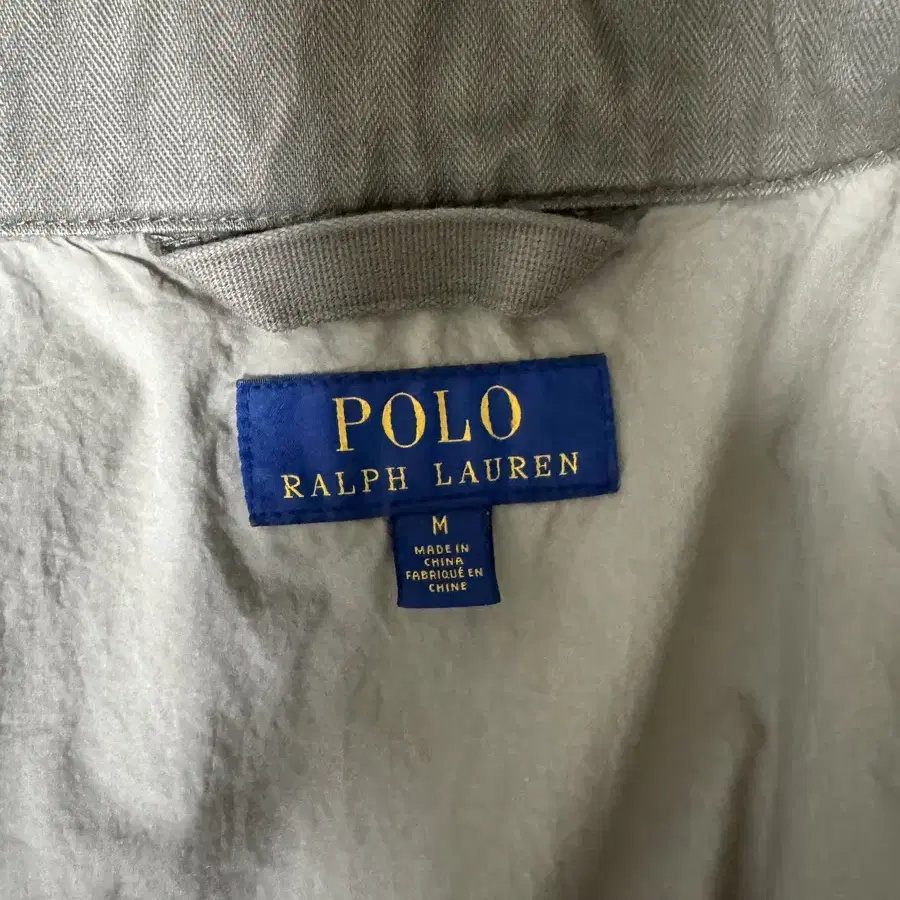 POLO
RALPH LAUREN
M
MADE IN
CHINA
FABRIQUÉ EN
CHINE